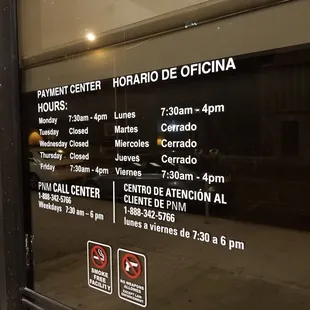 PAYMENT CENTER
HOURS:
Monday 7:30am - 4pm
Tuesday Closed
Wednesday Closed
Thursday Closed
Friday 7:30am - 4pm
PNM CALL CENTER
1-888-342-5766
Weekdays 7:30 am - 6 pm
HORARIO DE OFICINA
Lunes 7:30am - 4pm
Martes Cerrado
Miercoles Cerrado
Jueves Cerrado
Viernes 7:30am - 4pm
CENTRO DE ATENCIÓN AL
CLIENTE DE PNM
1-888-342-5766
lunes a viernes de 7:30 a 6 pm
SMOKE
FREE
FACILITY
NO WEAPONS
ALLOWED